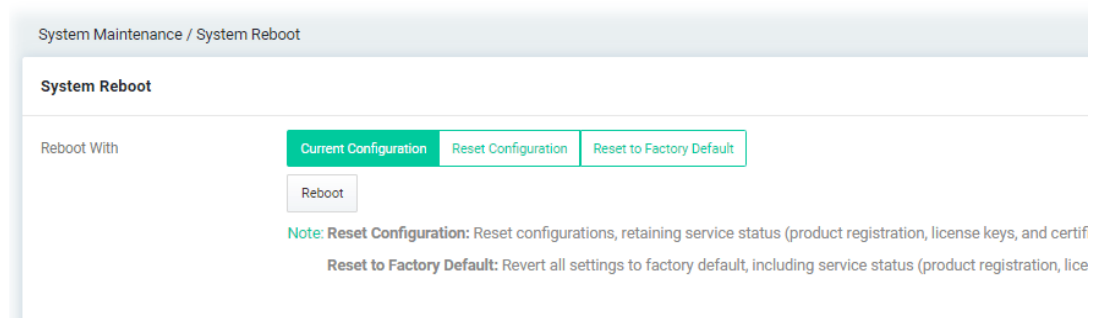 System Maintenance / System Reboot
System Reboot
Reboot With
Current Configuration Reset Configuration Reset to Factory Default
Reboot
Note: Reset Configuration: Reset configurations, retaining service status (product registration, license keys, and
Reset to Factory Default: Revert all settings to factory default, including service status (product registration,